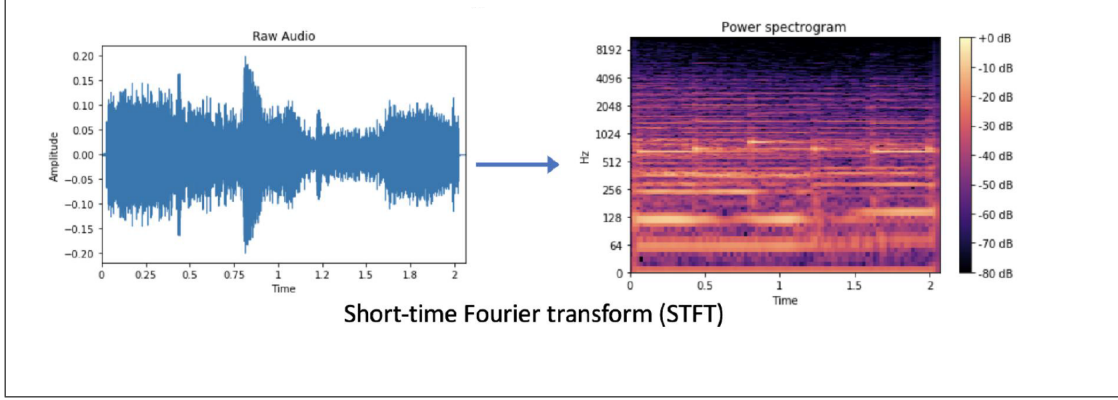 Raw Audio
Amplitude
0.20
0.15
0.10
0.05
0.00
−0.05
−0.10
−0.15
−0.20
0 0.25 0.5 0.75 1 1.2 1.5 1.8 2
Time
Power spectrogram
Hz
8192
4096
2048
1024
512
256
128
64
0
0 0.5 1 1.5 2
Time
+0 dB
-10 dB
-20 dB
-30 dB
-40 dB
-50 dB
-60 dB
-70 dB
-80 dB
Short-time Fourier transform (STFT)